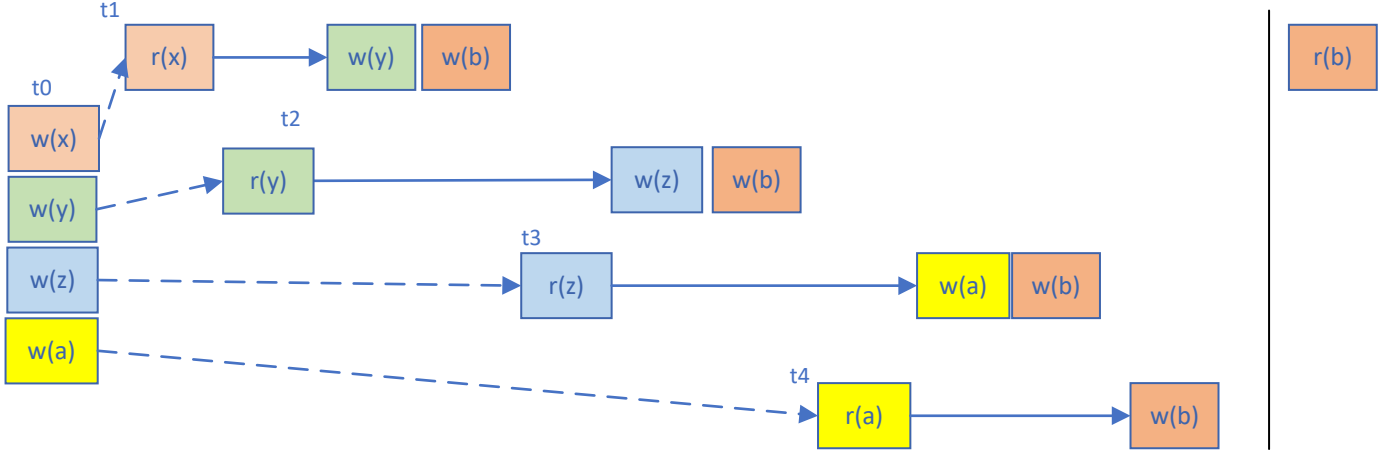 t1
r(x) w(y) w(b) r(b)
t0
w(x)
t2
r(y) w(z) w(b)
w(y)
t3
w(z) r(z) w(a) w(b)
w(a)
t4
r(a) w(b)